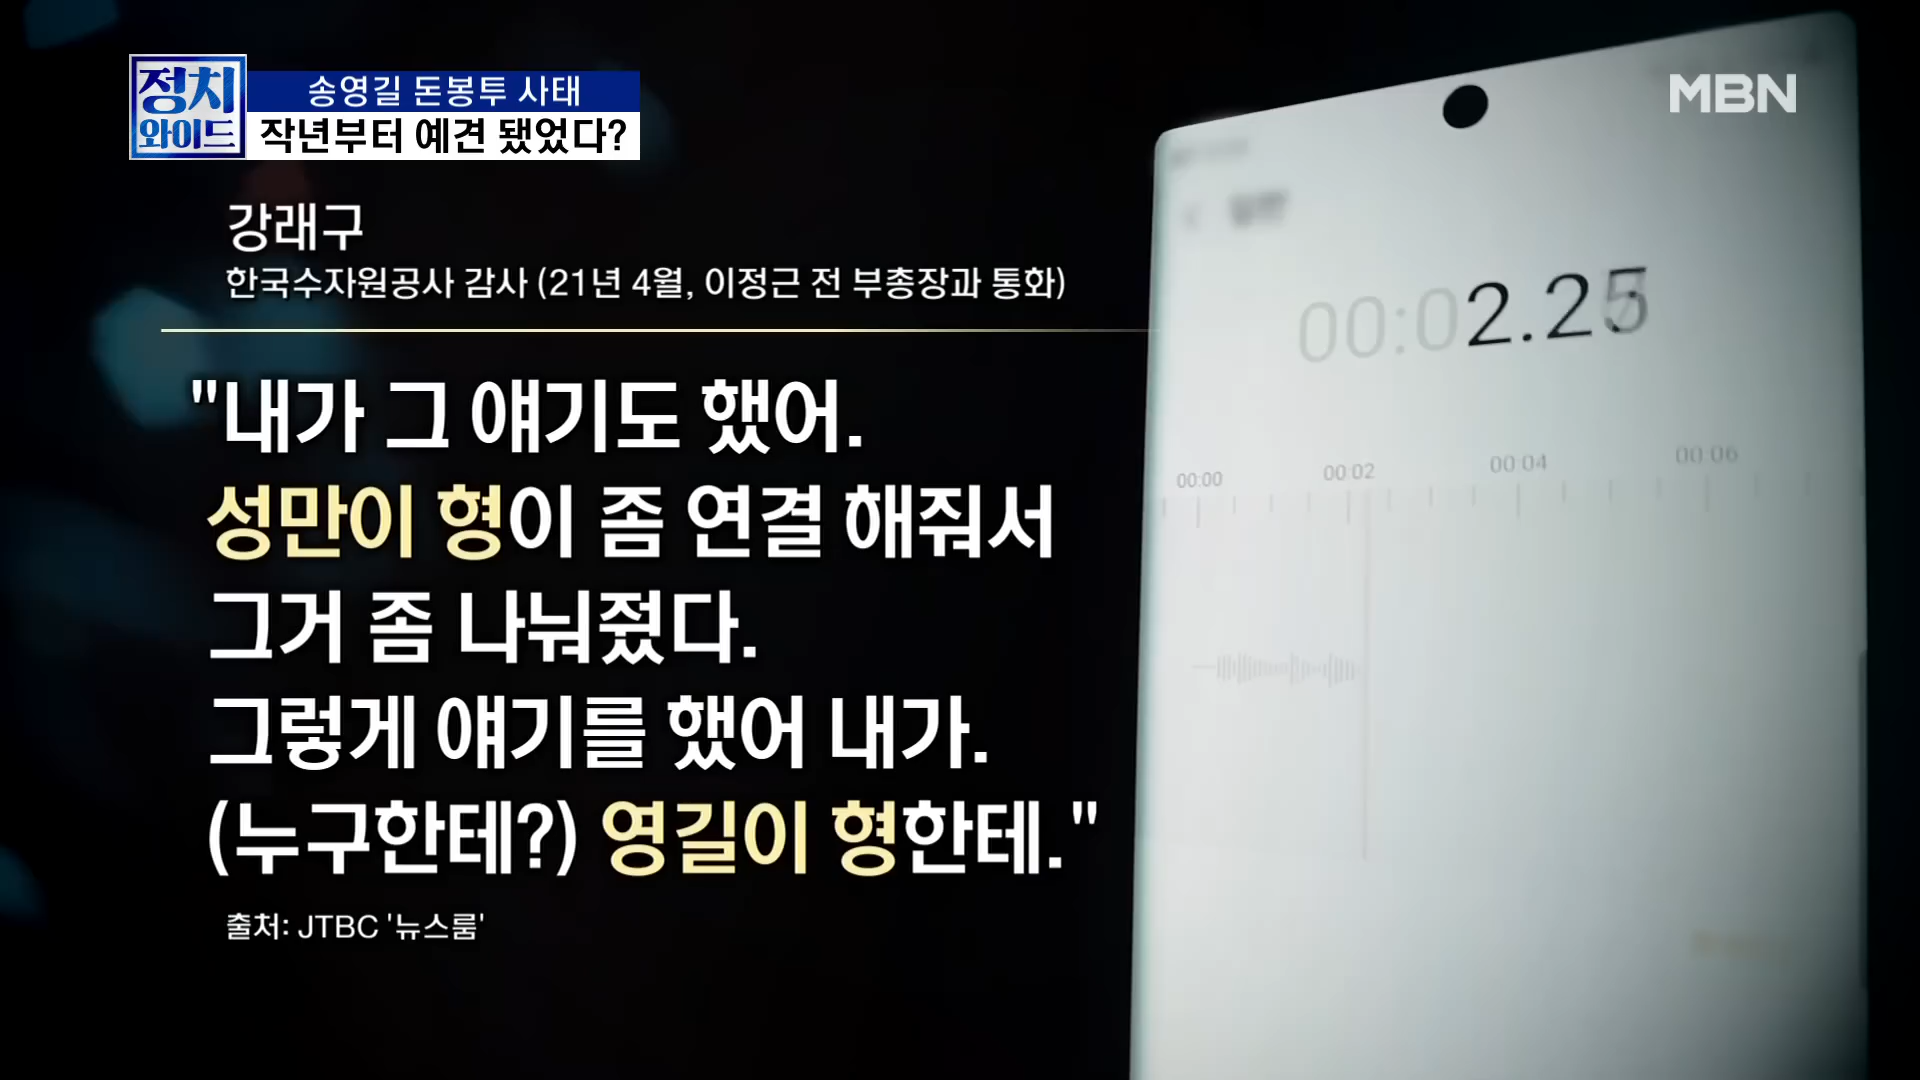 정치
와이드
송영길 돈봉투 사태
작년부터 예견 됐었다?
MBN
강래구
한국수자원공사 감사 (21년 4월, 이정근 전 부총장과 통화)
"내가 그 얘기도 했어.
성만이 형이 좀 연결 해줘서
그거 좀 나눠줬다.
그렇게 얘기를 했어 내가.
(누구한테?) 영길이 형한테."
출처: JTBC '뉴스룸'
00:02.2
00:00 00:02 00:04 00:06